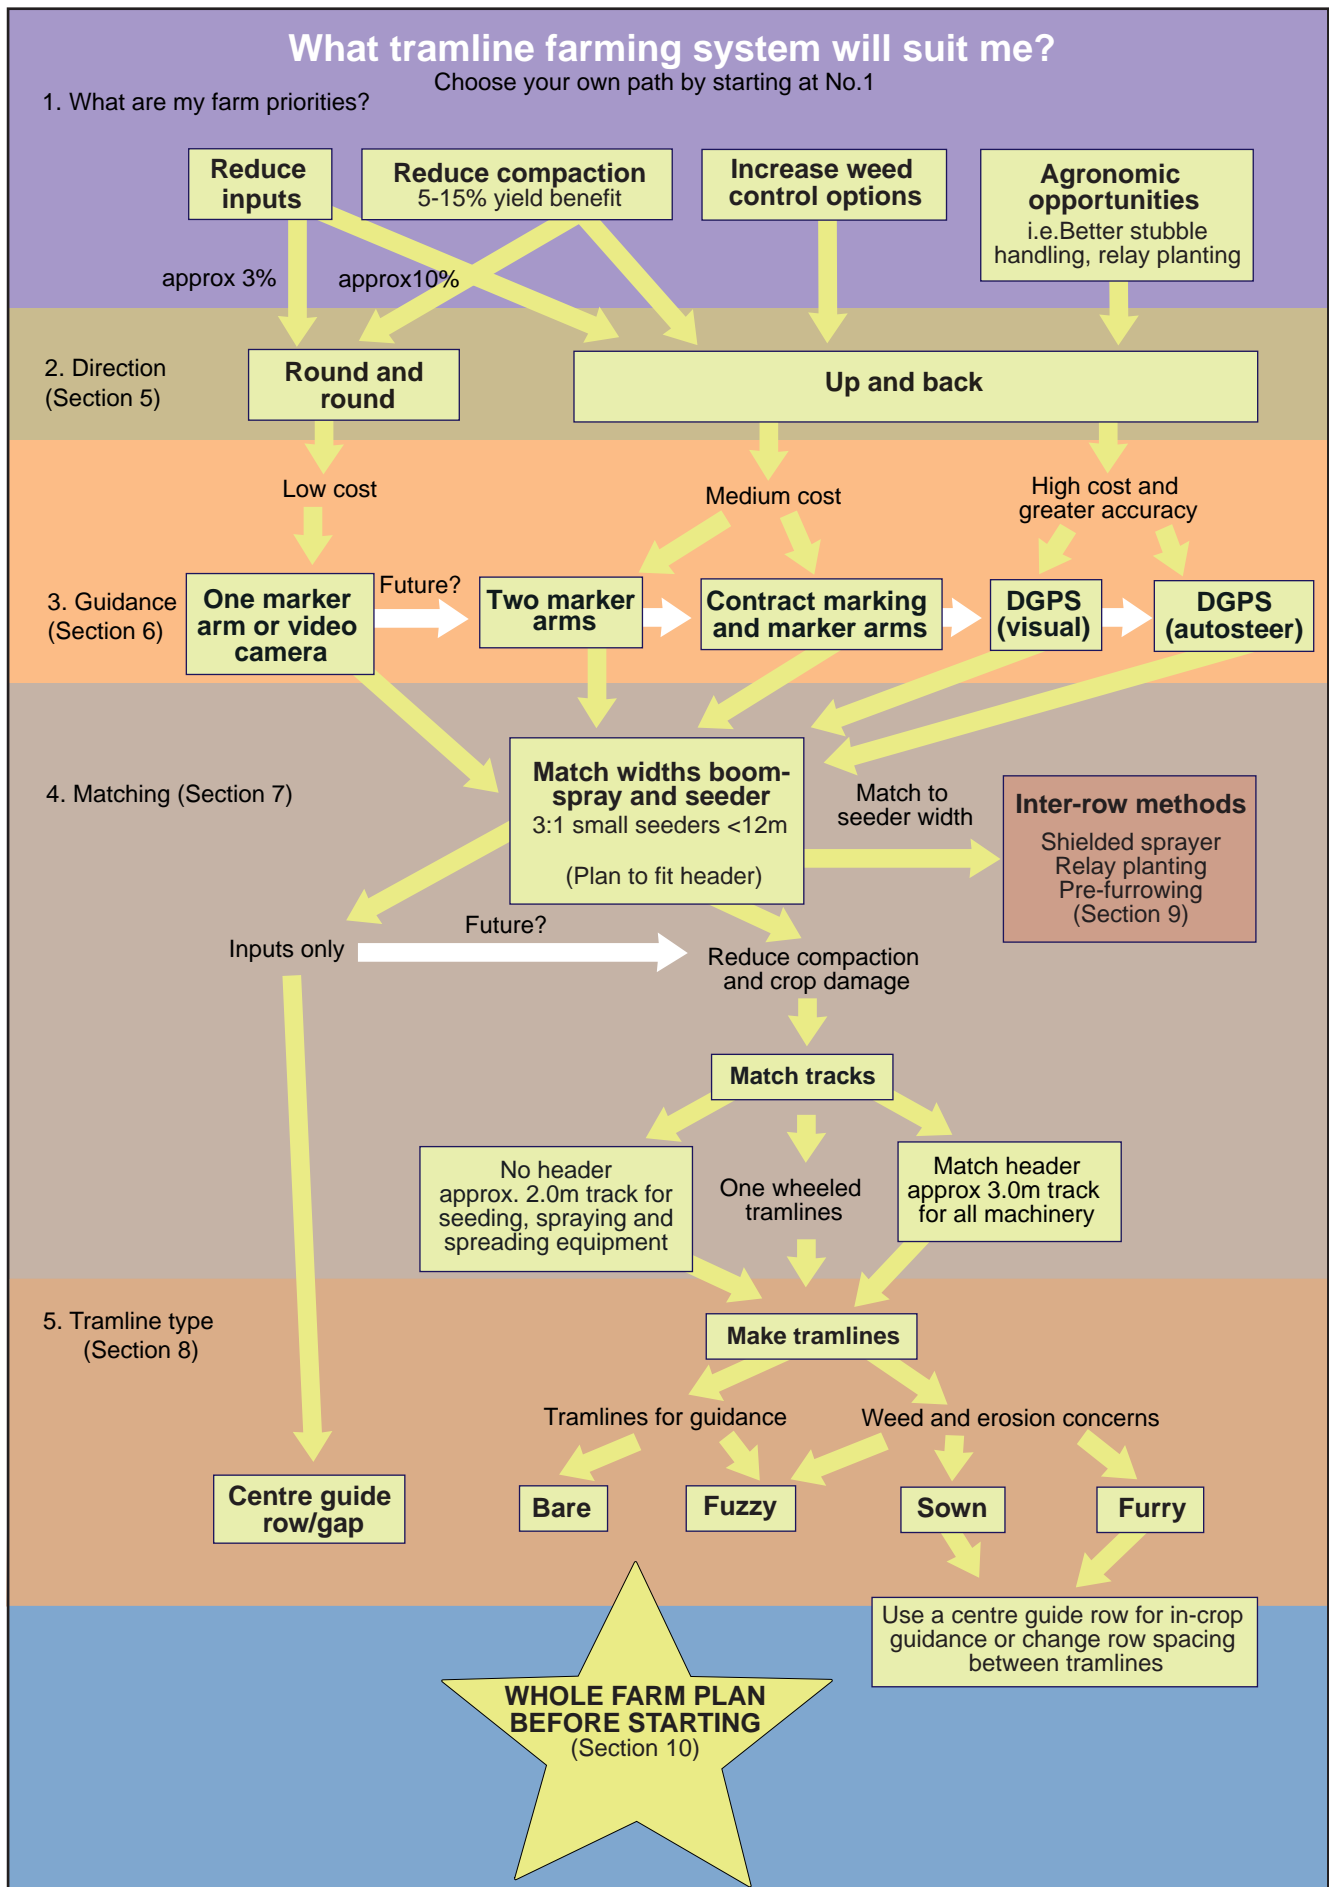 What tramline farming system will suit me?
Choose your own path by starting at No.1
1. What are my farm priorities?
Reduce
inputs
Reduce compaction
5-15% yield benefit
Increase weed
control options
Agronomic
opportunities
i.e.Better stubble
handling, relay planting
approx 3%
approx10%
2. Direction
(Section 5)
Round and
round
Up and back
Low cost
Medium cost
High cost and
greater accuracy
3. Guidance
(Section 6)
One marker
arm or video
camera
Future?
Two marker
arms
Contract marking
and marker arms
DGPS
(visual)
DGPS
(autosteer)
4. Matching (Section 7)
Match widths boom-
spray and seeder
3:1 small seeders <12m
(Plan to fit header)
Match to
seeder width
Inter-row methods
Shielded sprayer
Relay planting
Pre-furrowing
(Section 9)
Inputs only
Future?
Reduce compaction
and crop damage
Match tracks
No header
approx. 2.0m track for
seeding, spraying and
spreading equipment
One wheeled
tramlines
Match header
approx 3.0m track
for all machinery
5. Tramline type
(Section 8)
Make tramlines
Tramlines for guidance
Weed and erosion concerns
Centre guide
row/gap
Bare
Fuzzy
Sown
Furry
Use a centre guide row for in-crop
guidance or change row spacing
between tramlines
WHOLE FARM PLAN
BEFORE STARTING
(Section 10)